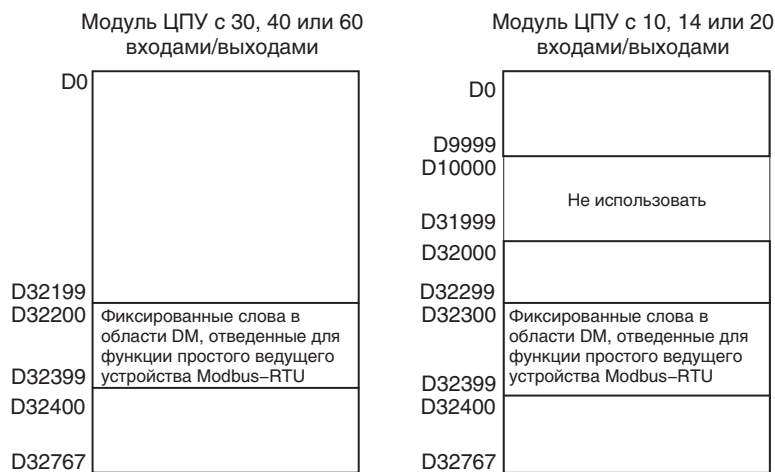 Модуль ЦПУ с 30, 40 или 60
входами/выходами
D0
D32199
D32200
Фиксированные слова в
области DM, отведенные для
функции простого ведущего
устройства Modbus–RTU
D32399
D32400
D32767
Модуль ЦПУ с 10, 14 или 20
входами/выходами
D0
D9999
D10000
Не использовать
D31999
D32000
D32299
D32300
Фиксированные слова в
области DM, отведенные для
функции простого ведущего
устройства Modbus–RTU
D32399
D32400
D32767